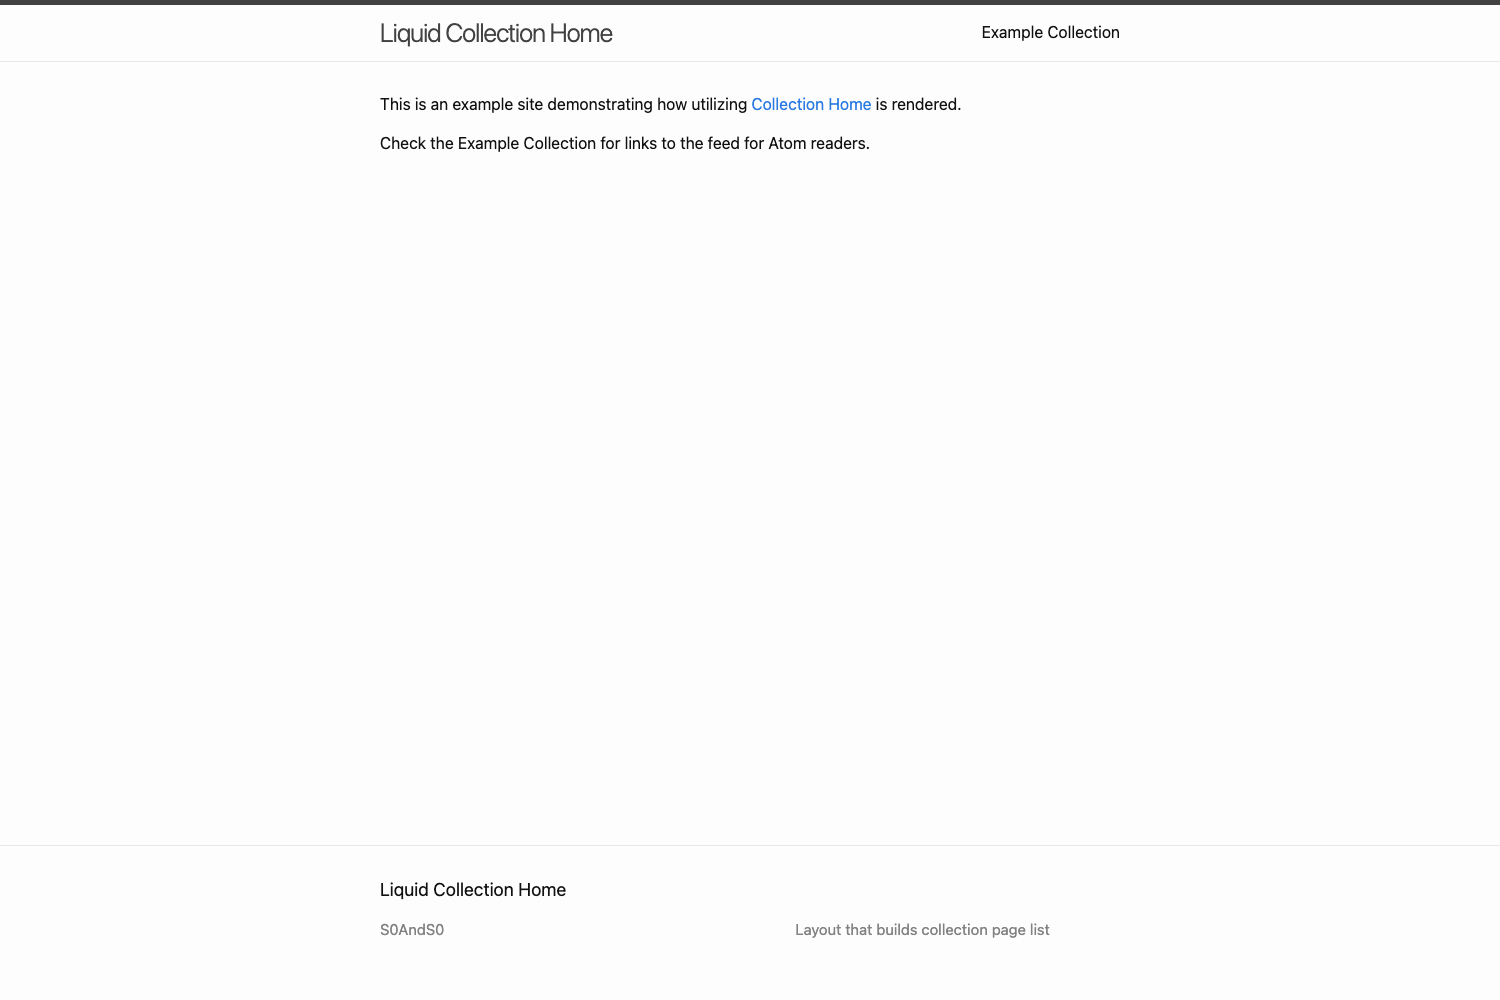 Liquid Collection Home
Example Collection
This is an example site demonstrating how utilizing Collection Home is rendered.
Check the Example Collection for links to the feed for Atom readers.
Liquid Collection Home
S0AndS0
Layout that builds collection page list